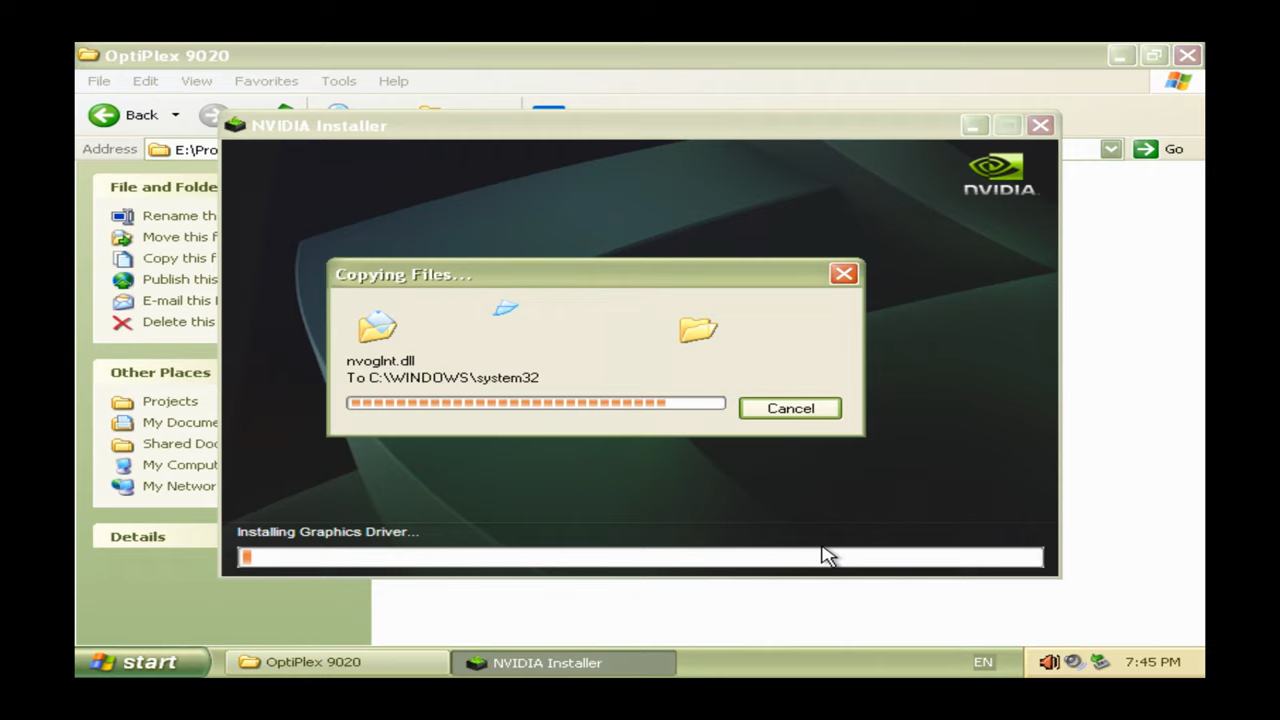 OptiPlex 9020
File Edit View Favorites Tools Help
Back
Address E:\Pro Go
NVIDIA Installer
NVIDIA
File and Folde
Rename th
Move this f
Copy this f
Publish this
E-mail this
Delete this
Copying Files...
nvoglnt.dll
To C:\WINDOWS\system32
Cancel
Other Places
Projects
My Docume
Shared Doc
My Comput
My Networ
Details
Installing Graphics Driver...
start OptiPlex 9020 NVIDIA Installer EN 7:45 PM